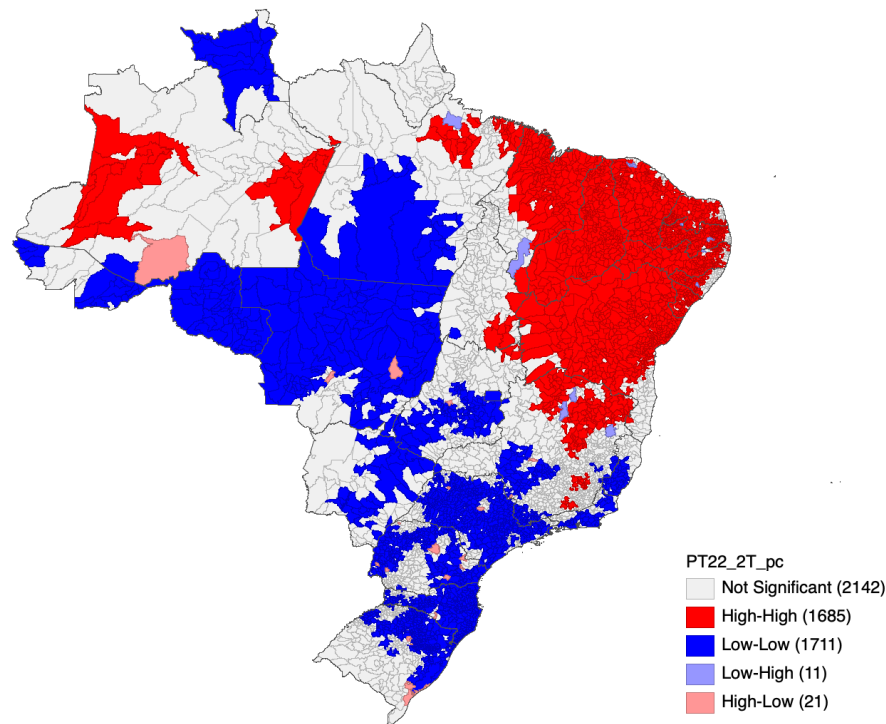 PT22_2T_pc
Not Significant (2142)
High-High (1685)
Low-Low (1711)
Low-High (11)
High-Low (21)